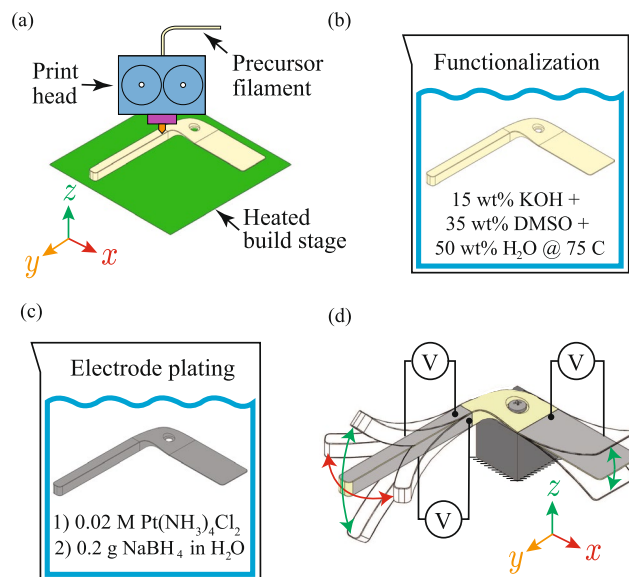 (a)
Print
head
Precursor
filament
Heated
build stage
z
y
x
(b)
Functionalization
15 wt% KOH +
35 wt% DMSO +
50 wt% H₂O @ 75 C
(c)
Electrode plating
1) 0.02 M Pt(NH₃)₄Cl₂
2) 0.2 g NaBH₄ in H₂O
(d)
V
V
V
z
y
x